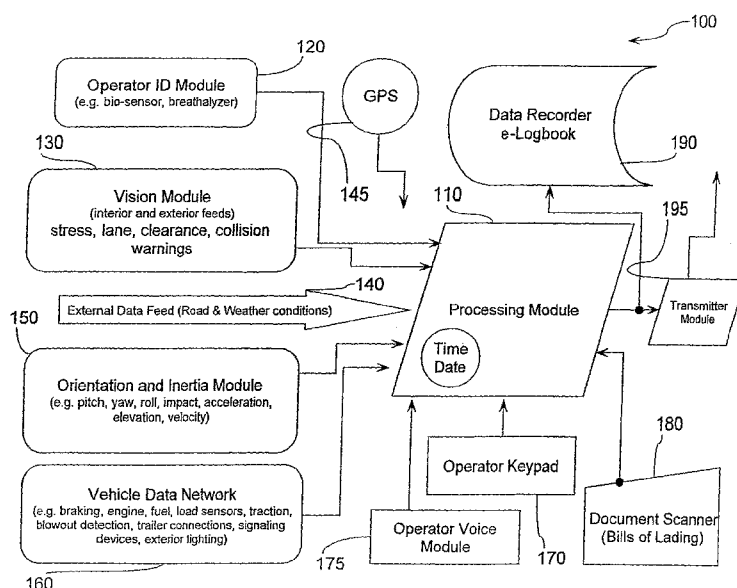 100
120
Operator ID Module
(e.g. bio-sensor, breathalyzer)
GPS
Data Recorder
e-Logbook
190
130
145
Vision Module
(interior and exterior feeds)
stress, lane, clearance, collision
warnings
110
195
140
External Data Feed (Road & Weather conditions)
Processing Module
Transmitter
Module
150
Time
Date
Orientation and Inertia Module
(e.g. pitch, yaw, roll, impact, acceleration,
elevation, velocity)
180
Operator Keypad
Vehicle Data Network
(e.g. braking, engine, fuel, load sensors, traction,
blowout detection, trailer connections, signaling
devices, exterior lighting)
Document Scanner
(Bills of Lading)
Operator Voice
Module
170
175
160